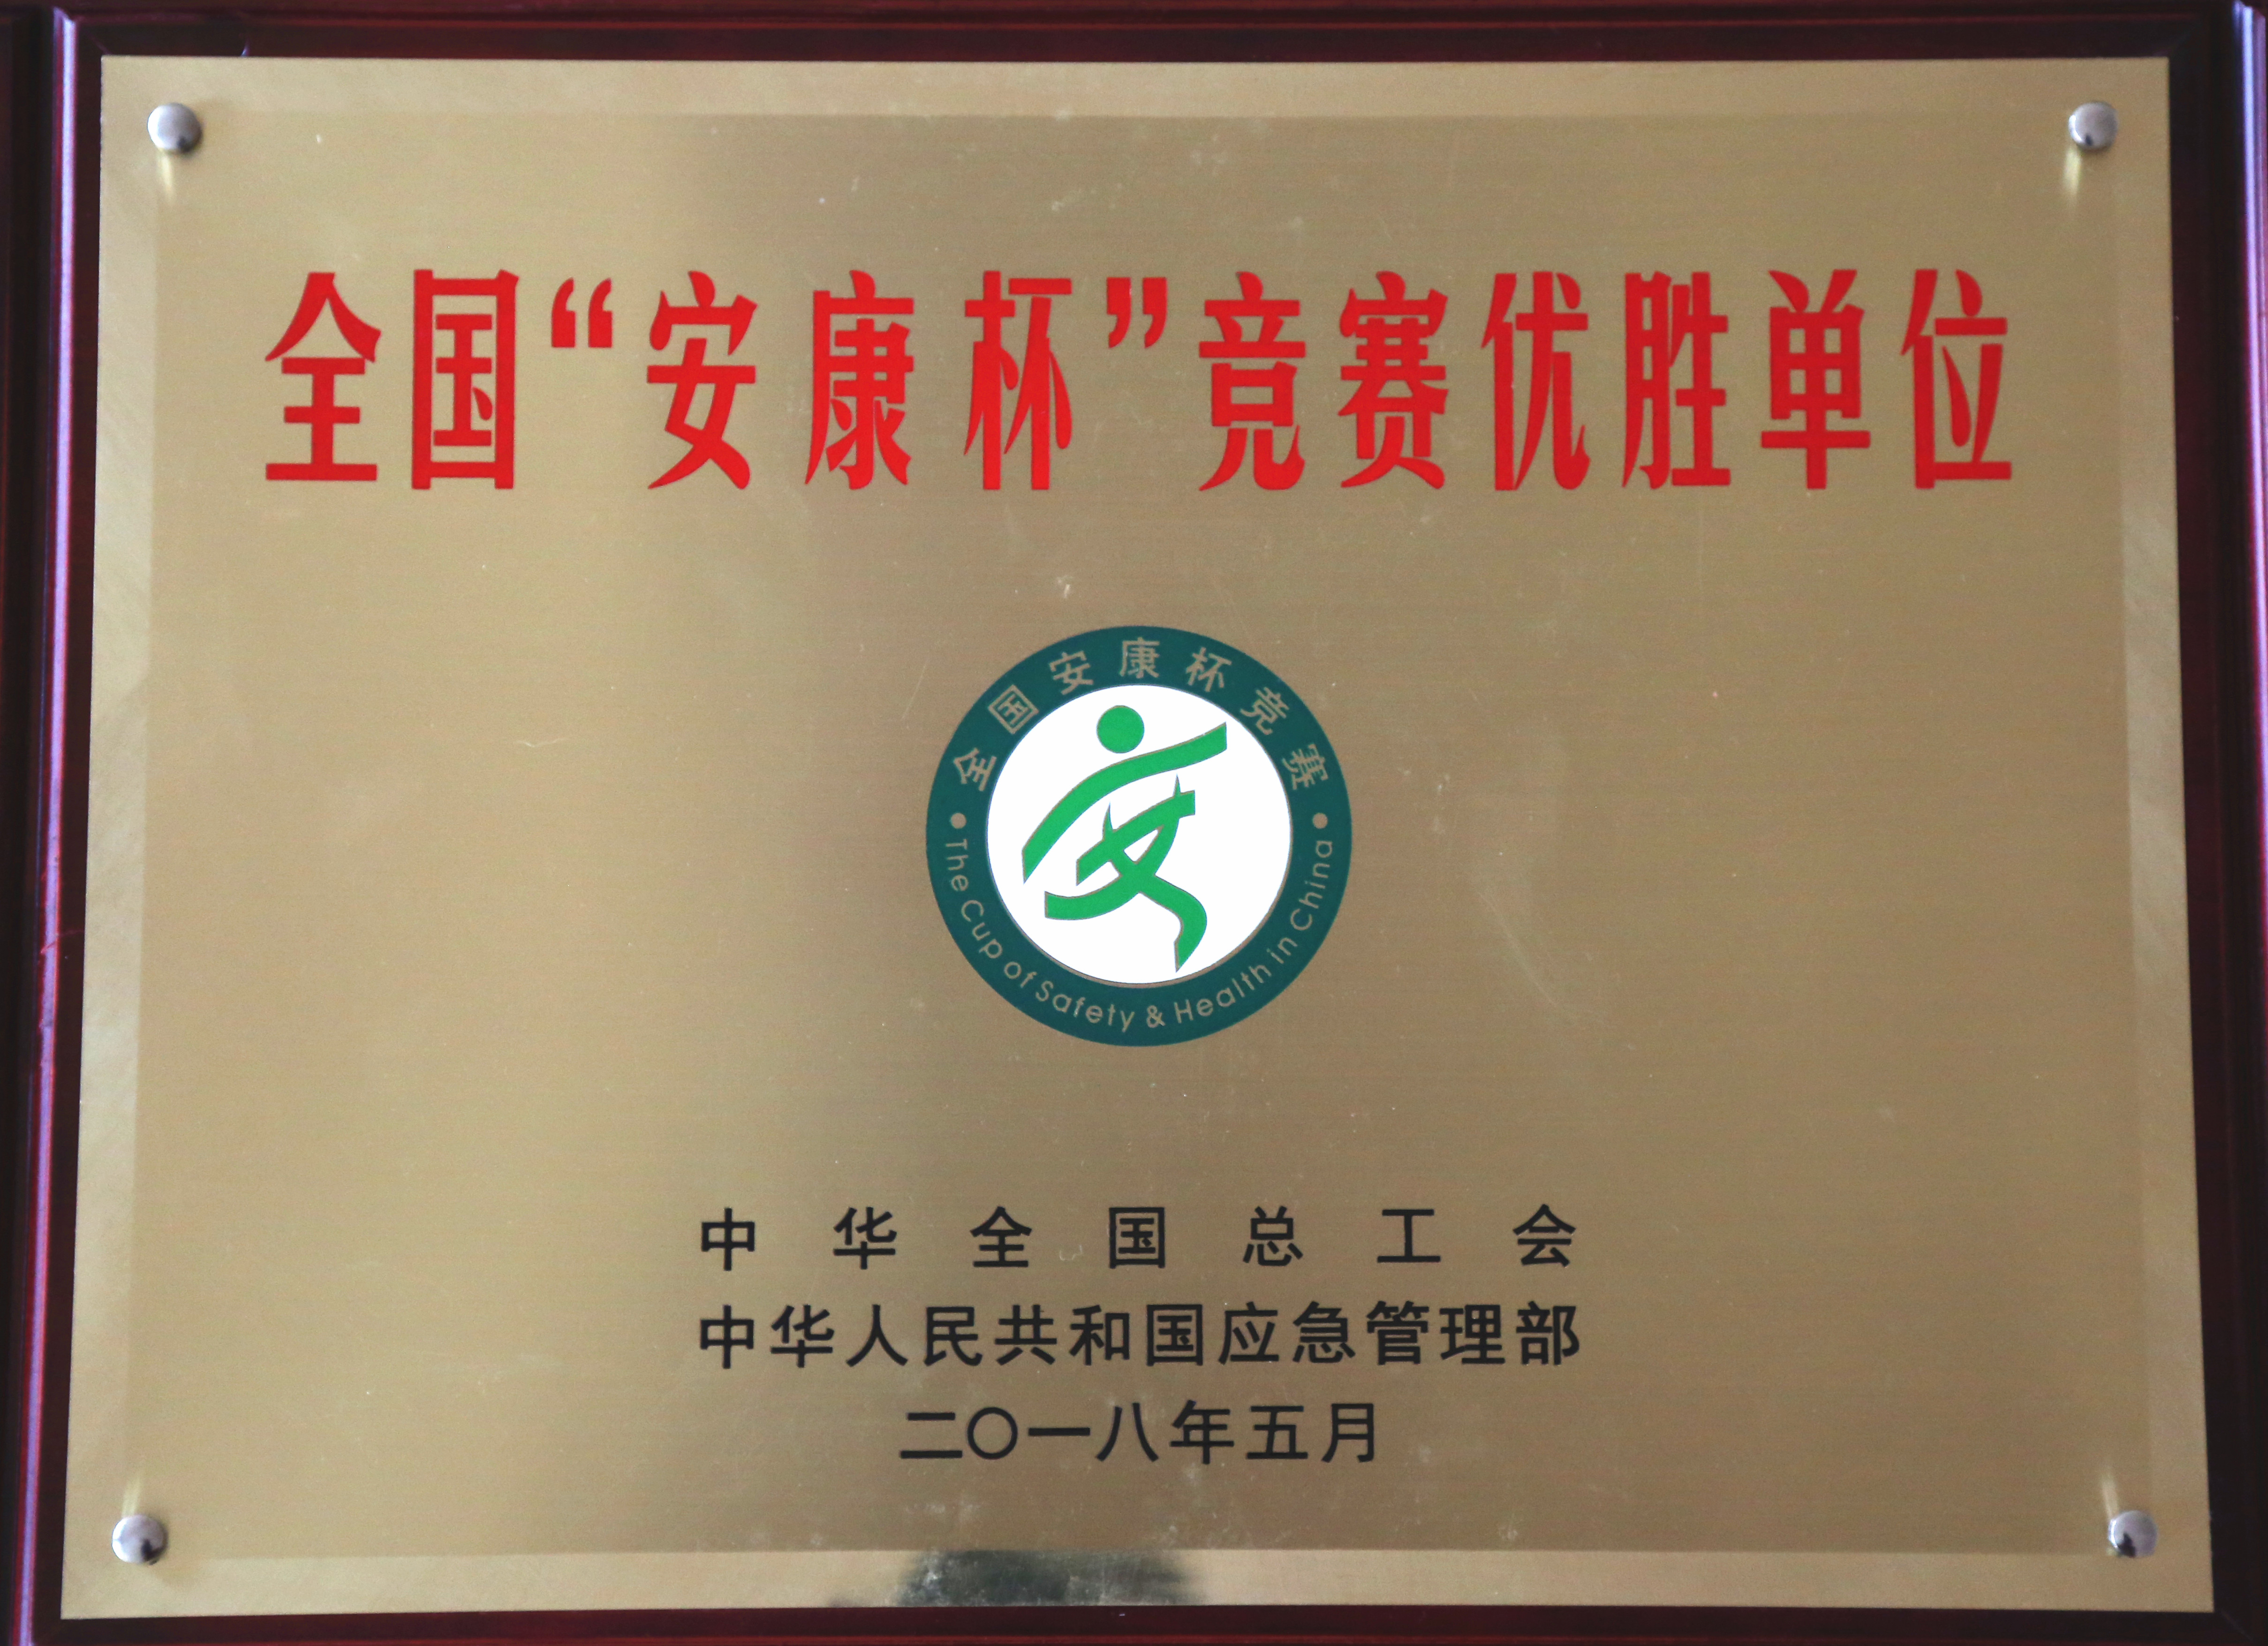 全国“安康杯”竞赛优胜单位
全国安康杯竞赛
The Cup of Safety & Health in China
中华全国总工会
中华人民共和国应急管理部
二〇一八年五月